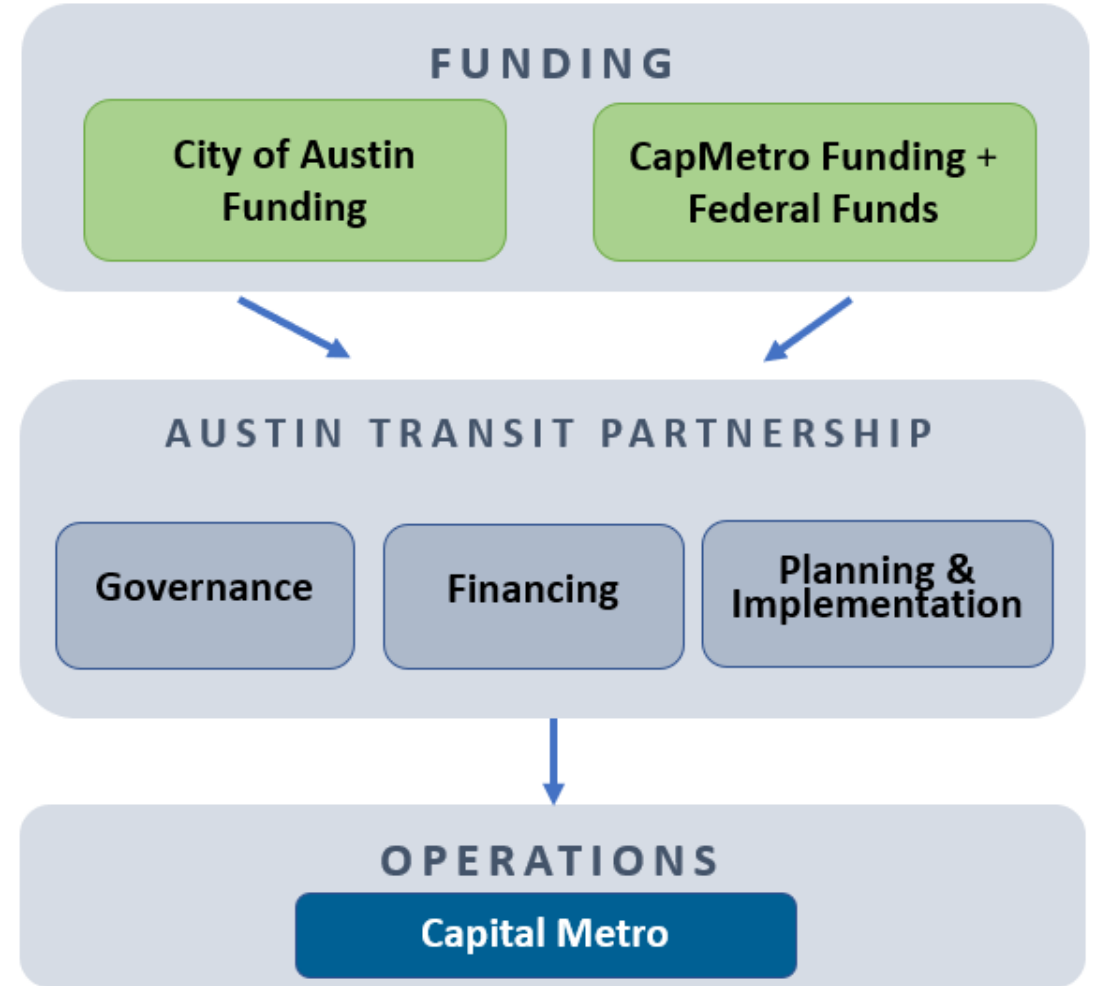 FUNDING
City of Austin
Funding
CapMetro Funding +
Federal Funds
AUSTIN TRANSIT PARTNERSHIP
Governance
Financing
Planning &
Implementation
OPERATIONS
Capital Metro